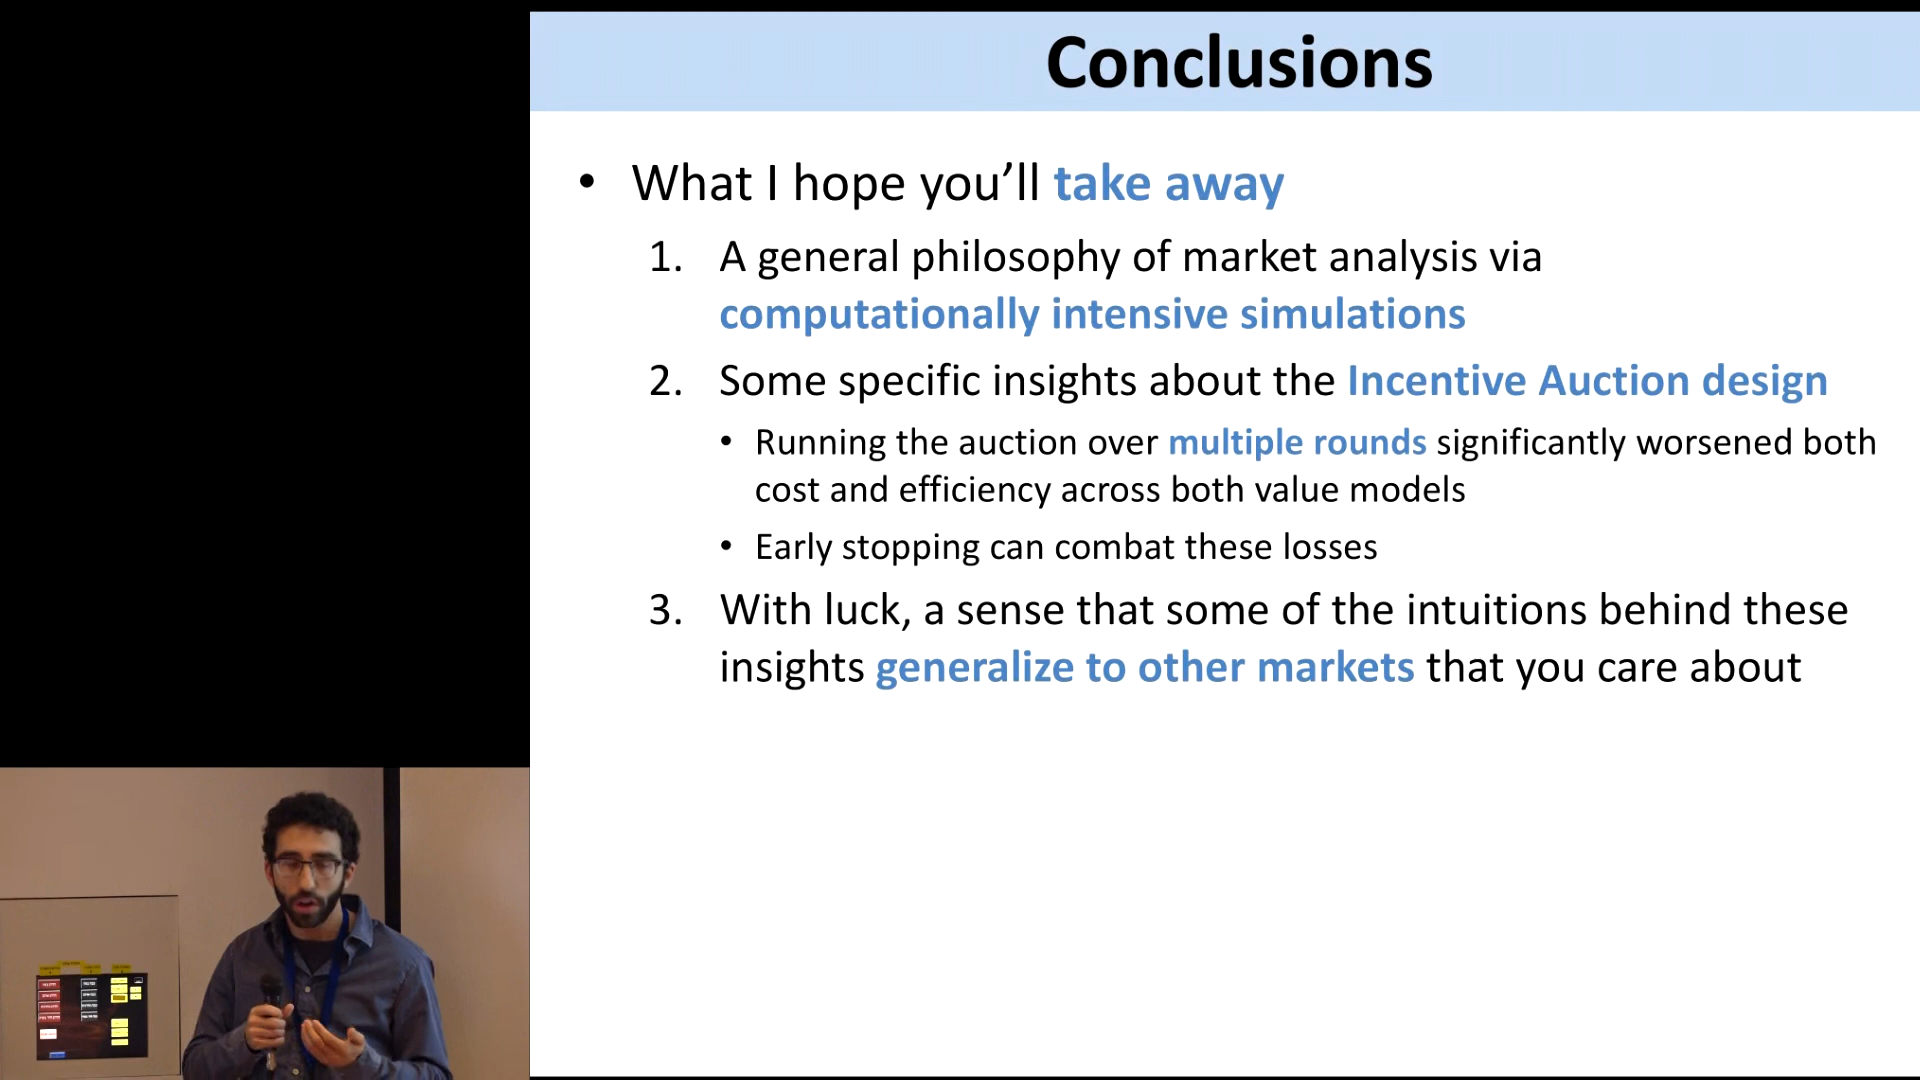 Conclusions
• What I hope you’ll take away
1. A general philosophy of market analysis via
computationally intensive simulations
2. Some specific insights about the Incentive Auction design
• Running the auction over multiple rounds significantly worsened both
cost and efficiency across both value models
• Early stopping can combat these losses
3. With luck, a sense that some of the intuitions behind these
insights generalize to other markets that you care about